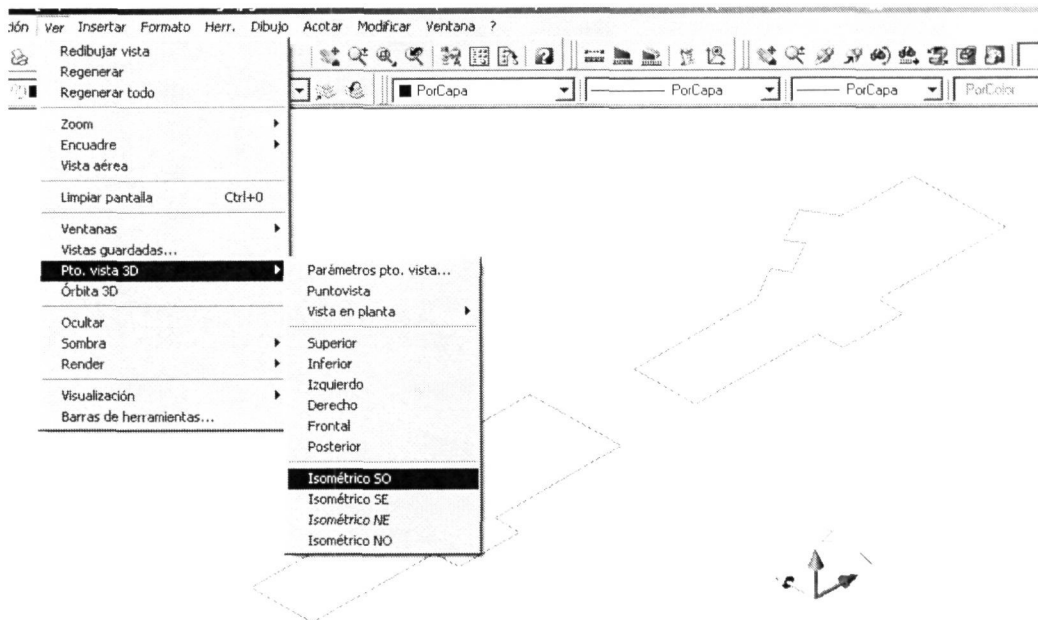 Ver Insertar Formato Herr. Dibujo Acotar Modificar Ventana ?
PorCapa PorCapa PorCapa PorColor
Redibujar vista
Regenerar
Regenerar todo
Zoom
Encuadre
Vista aérea
Limpiar pantalla Ctrl+0
Ventanas
Vistas guardadas...
Pto. vista 3D
Órbita 3D
Ocultar
Sombra
Render
Visualización
Barras de herramientas...
Parámetros pto. vista...
Puntovista
Vista en planta
Superior
Inferior
Izquierdo
Derecho
Frontal
Posterior
Isométrico SO
Isométrico SE
Isométrico NE
Isométrico NO